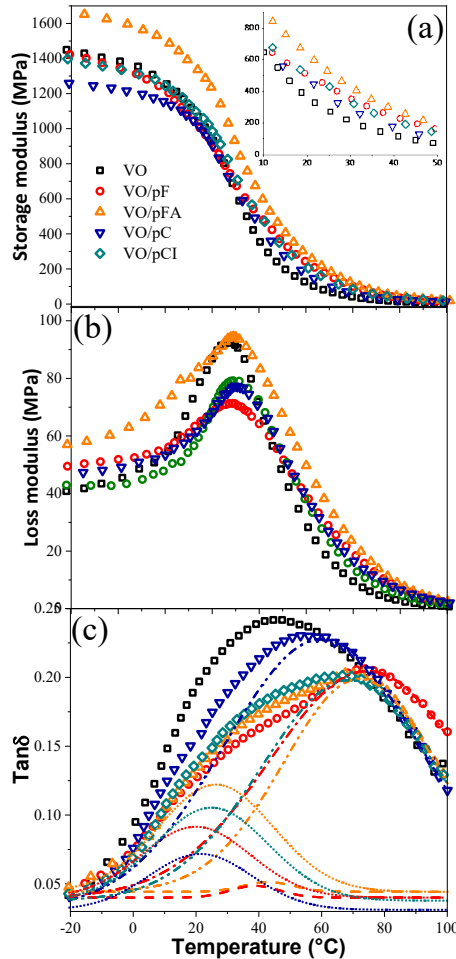 (a)
Storage modulus (MPa)
1600
1400
1200
1000
800
600
400
200
0
800
600
400
200
0
10 20 30 40 50
VO
VO/pF
VO/pFA
VO/pC
VO/pCI
(b)
Loss modulus (MPa)
100
80
60
40
20
0.25
(c)
Tanδ
0.20
0.15
0.10
0.05
-20 0 20 40 60 80 100
Temperature (°C)